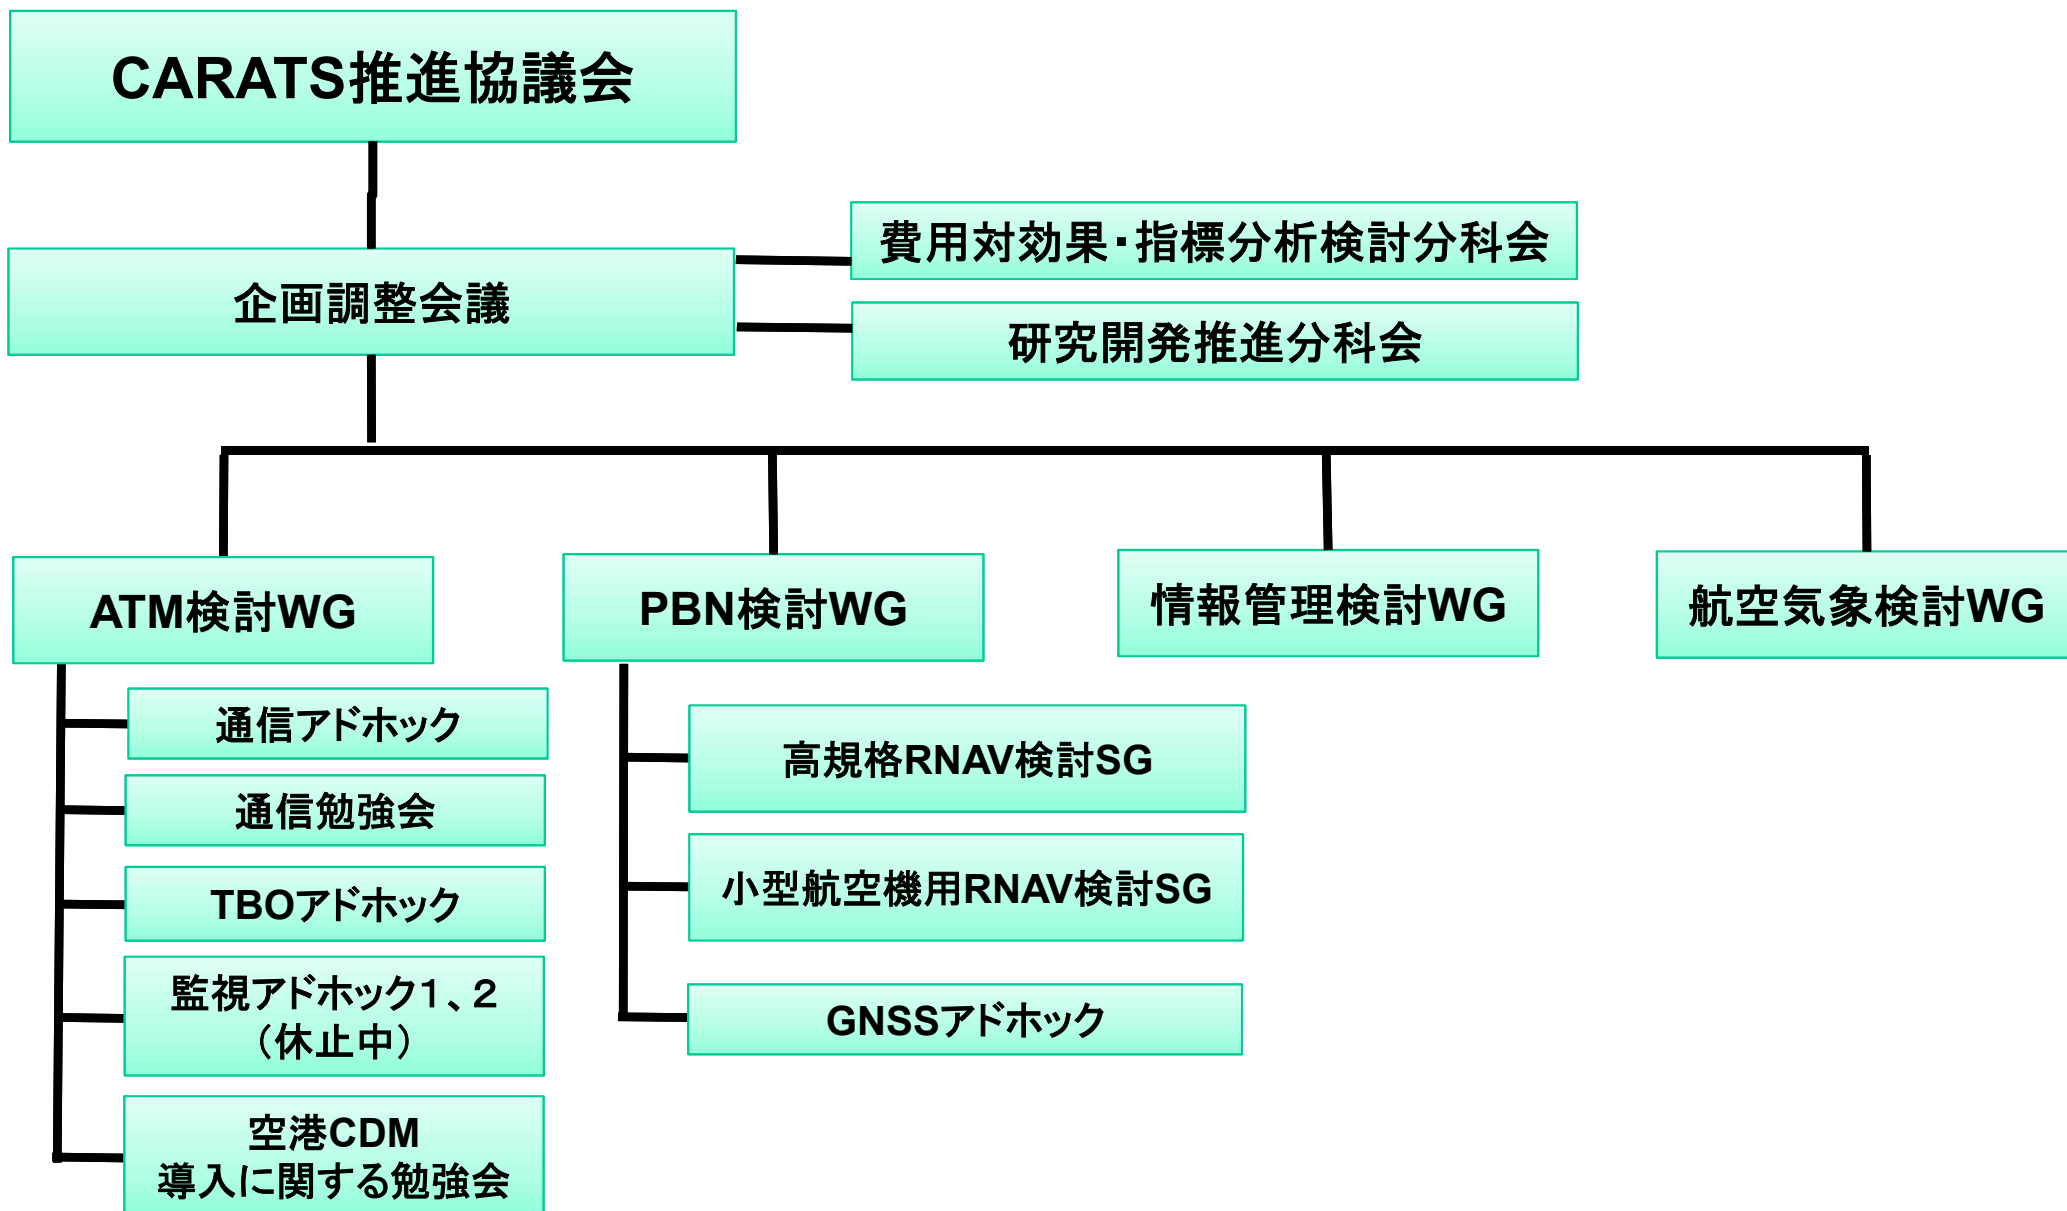 CARATS推進協議会
費用対効果・指標分析検討分科会
企画調整会議
研究開発推進分科会
ATM検討WG
PBN検討WG
情報管理検討WG
航空気象検討WG
通信アドホック
通信勉強会
TBOアドホック
監視アドホック１、２
（休止中）
空港CDM
導入に関する勉強会
高規格RNAV検討SG
小型航空機用RNAV検討SG
GNSSアドホック